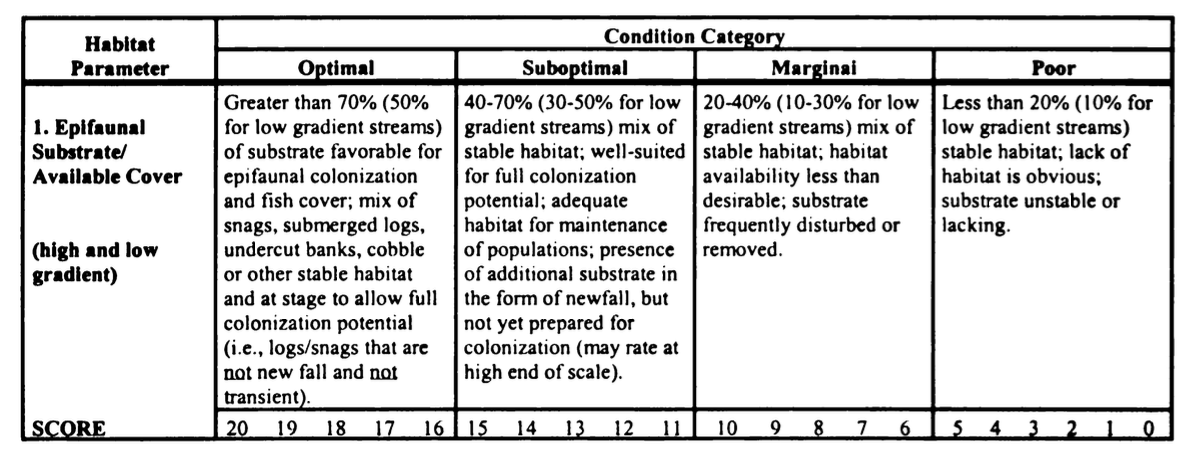 Habitat
Parameter
Condition Category
Optimal
Suboptimal
Marginai
Poor
1. Epifaunal
Substrate/
Available Cover
(high and low
gradient)
Greater than 70% (50%
for low gradient streams)
of substrate favorable for
epifaunal colonization
and fish cover; mix of
snags, submerged logs,
undercut banks, cobble
or other stable habitat
and at stage to allow full
colonization potential
(i.e., logs/snags that are
not new fall and not
transient).
40-70% (30-50% for low
gradient streams) mix of
stable habitat; well-suited
for full colonization
potential; adequate
habitat for maintenance
of populations; presence
of additional substrate in
the form of newfall, but
not yet prepared for
colonization (may rate at
high end of scale).
20-40% (10-30% for low
gradient streams) mix of
stable habitat; habitat
availability less than
desirable; substrate
frequently disturbed or
removed.
Less than 20% (10% for
low gradient streams)
stable habitat; lack of
habitat is obvious;
substrate unstable or
lacking.
SCORE
20 19 18 17 16
15 14 13 12 11
10 9 8 7 6
5 4 3 2 1 0